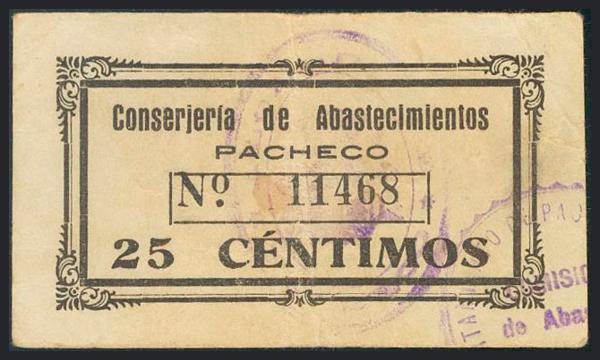 Conserjería de Abastecimientos
PACHECO
Nº. 11468
25 CÉNTIMOS
de Abas